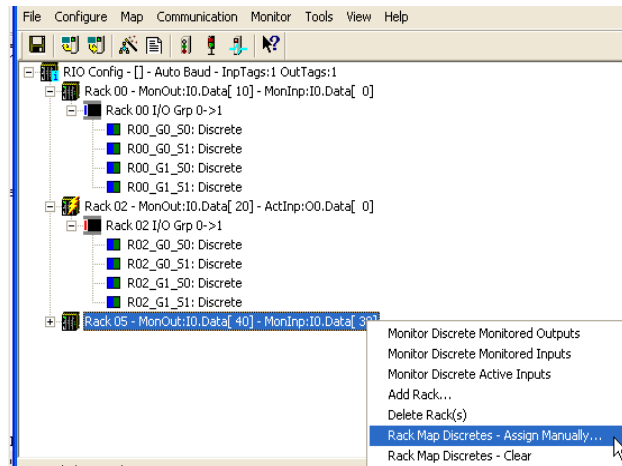 File Configure Map Communication Monitor Tools View Help
RIO Config - [] - Auto Baud - InpTags:1 OutTags:1
Rack 00 - MonOut:I0.Data[ 10] - MonInp:I0.Data[ 0]
Rack 00 I/O Grp 0->1
R00_G0_S0: Discrete
R00_G0_S1: Discrete
R00_G1_S0: Discrete
R00_G1_S1: Discrete
Rack 02 - MonOut:I0.Data[ 20] - ActInp:O0.Data[ 0]
Rack 02 I/O Grp 0->1
R02_G0_S0: Discrete
R02_G0_S1: Discrete
R02_G1_S0: Discrete
R02_G1_S1: Discrete
Rack 05 - MonOut:I0.Data[ 40] - MonInp:I0.Data[ 30]
Monitor Discrete Monitored Outputs
Monitor Discrete Monitored Inputs
Monitor Discrete Active Inputs
Add Rack...
Delete Rack(s)
Rack Map Discretes - Assign Manually...
Rack Map Discretes - Clear